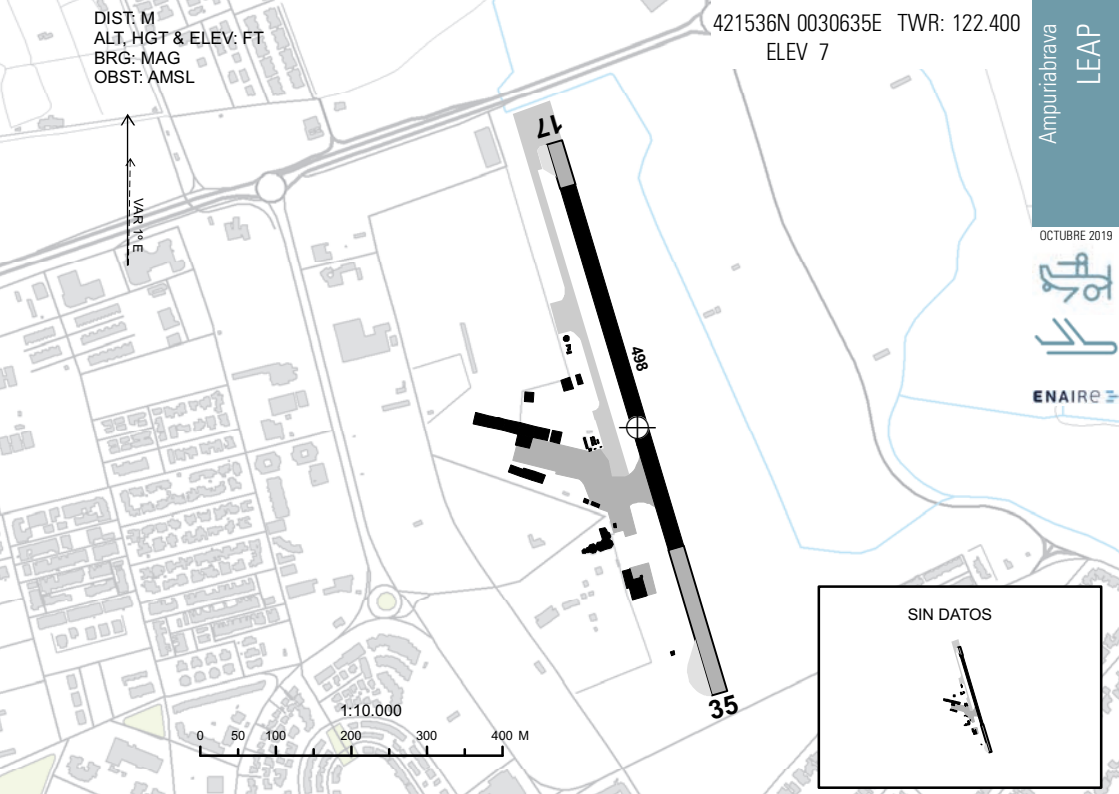 DIST: M
ALT, HGT & ELEV: FT
BRG: MAG
OBST: AMSL
421536N 0030635E TWR: 122.400
ELEV 7
Ampuriabrava
LEAP
OCTUBRE 2019
ENAIRe
VAR 1º E
17
498
35
1:10.000
0 50 100 200 300 400 M
SIN DATOS